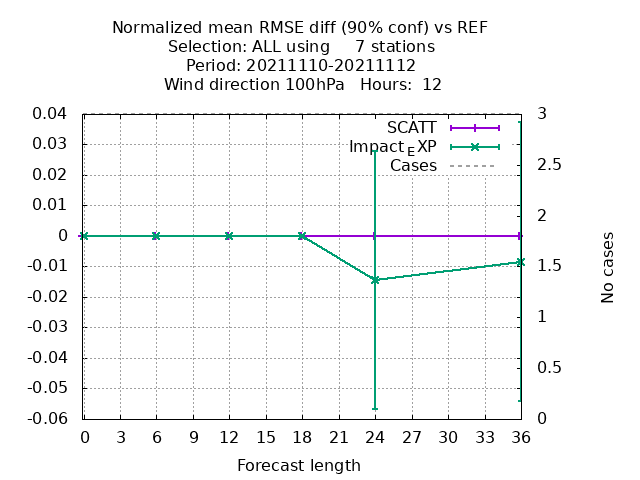 Normalized mean RMSE diff (90% conf) vs REF
Selection: ALL using 7 stations
Period: 20211110-20211112
Wind direction 100hPa Hours: 12
SCATT
Impact_EXP
Cases
0.04
0.03
0.02
0.01
0
-0.01
-0.02
-0.03
-0.04
-0.05
-0.06
3
2.5
2
1.5
1
0.5
0
No cases
0 3 6 9 12 15 18 21 24 27 30 33 36
Forecast length